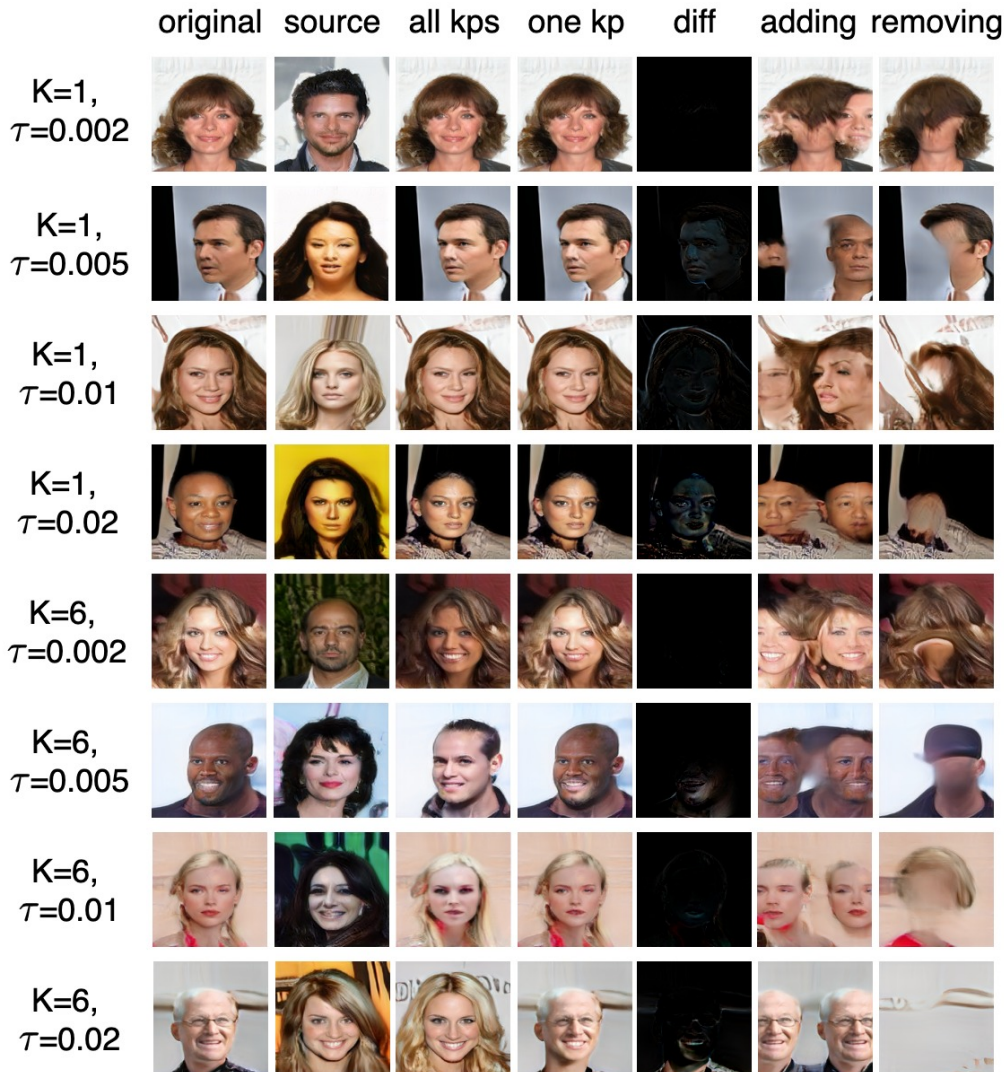 original source all kps one kp diff adding removing
K=1,
τ=0.002
K=1,
τ=0.005
K=1,
τ=0.01
K=1,
τ=0.02
K=6,
τ=0.002
K=6,
τ=0.005
K=6,
τ=0.01
K=6,
τ=0.02